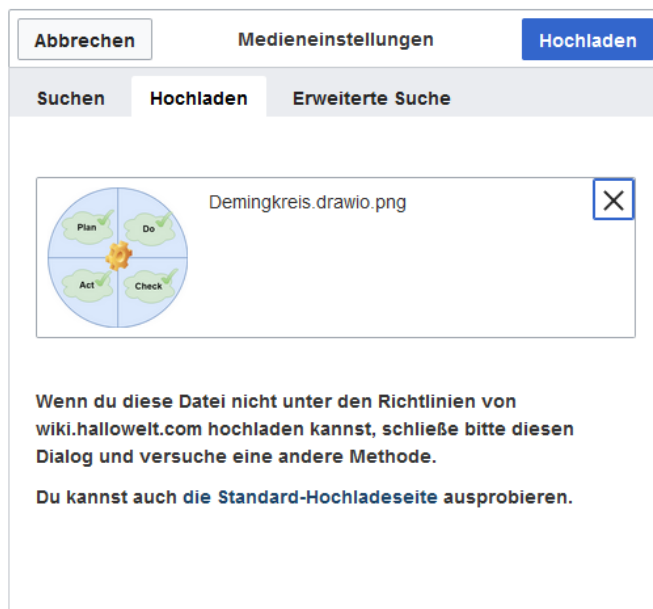 Abbrechen Medieneinstellungen Hochladen
Suchen Hochladen Erweiterte Suche
Demingkreis.drawio.png
Plan Do
Act Check
Wenn du diese Datei nicht unter den Richtlinien von
wiki.hallowelt.com hochladen kannst, schließe bitte diesen
Dialog und versuche eine andere Methode.
Du kannst auch die Standard-Hochladeseite ausprobieren.